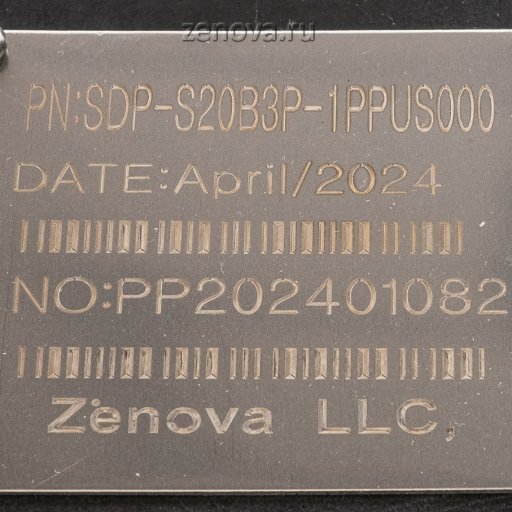 zenova.ru
PN:SDP-S20B3P-1PPUS000
DATE:April/2024
NO:PP202401082
Zenova LLC,